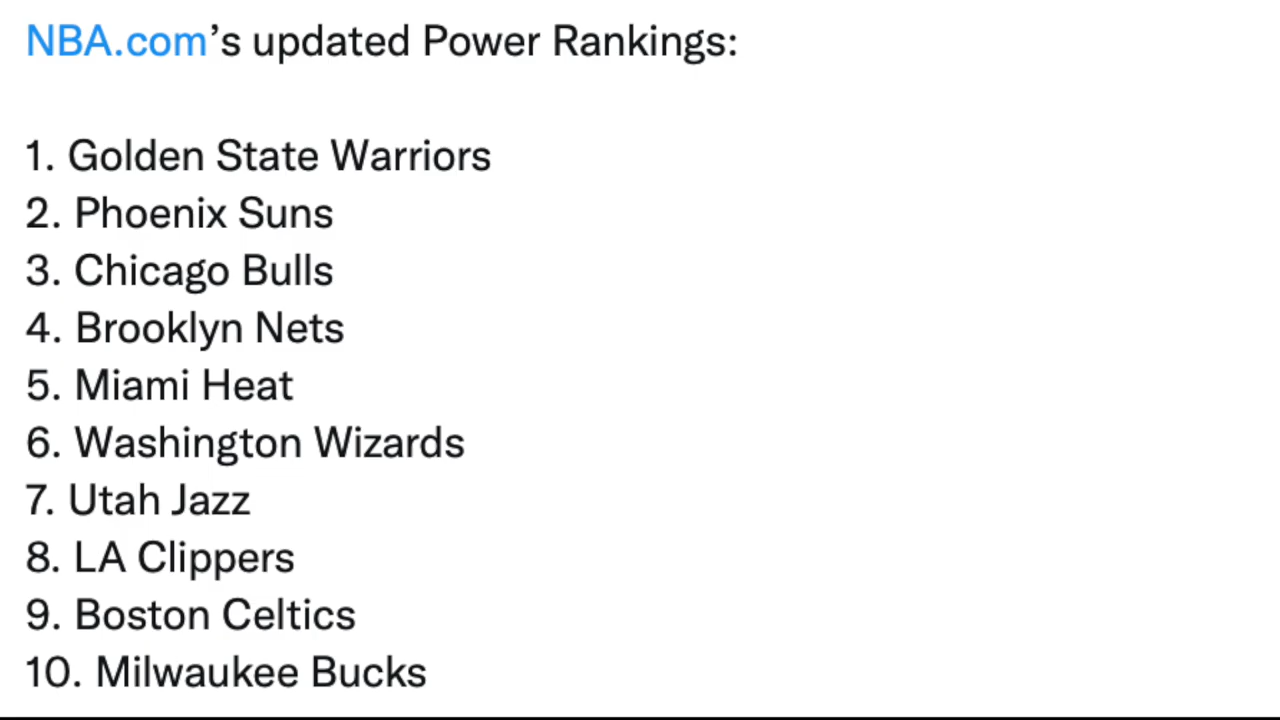 NBA.com’s updated Power Rankings:
1. Golden State Warriors
2. Phoenix Suns
3. Chicago Bulls
4. Brooklyn Nets
5. Miami Heat
6. Washington Wizards
7. Utah Jazz
8. LA Clippers
9. Boston Celtics
10. Milwaukee Bucks